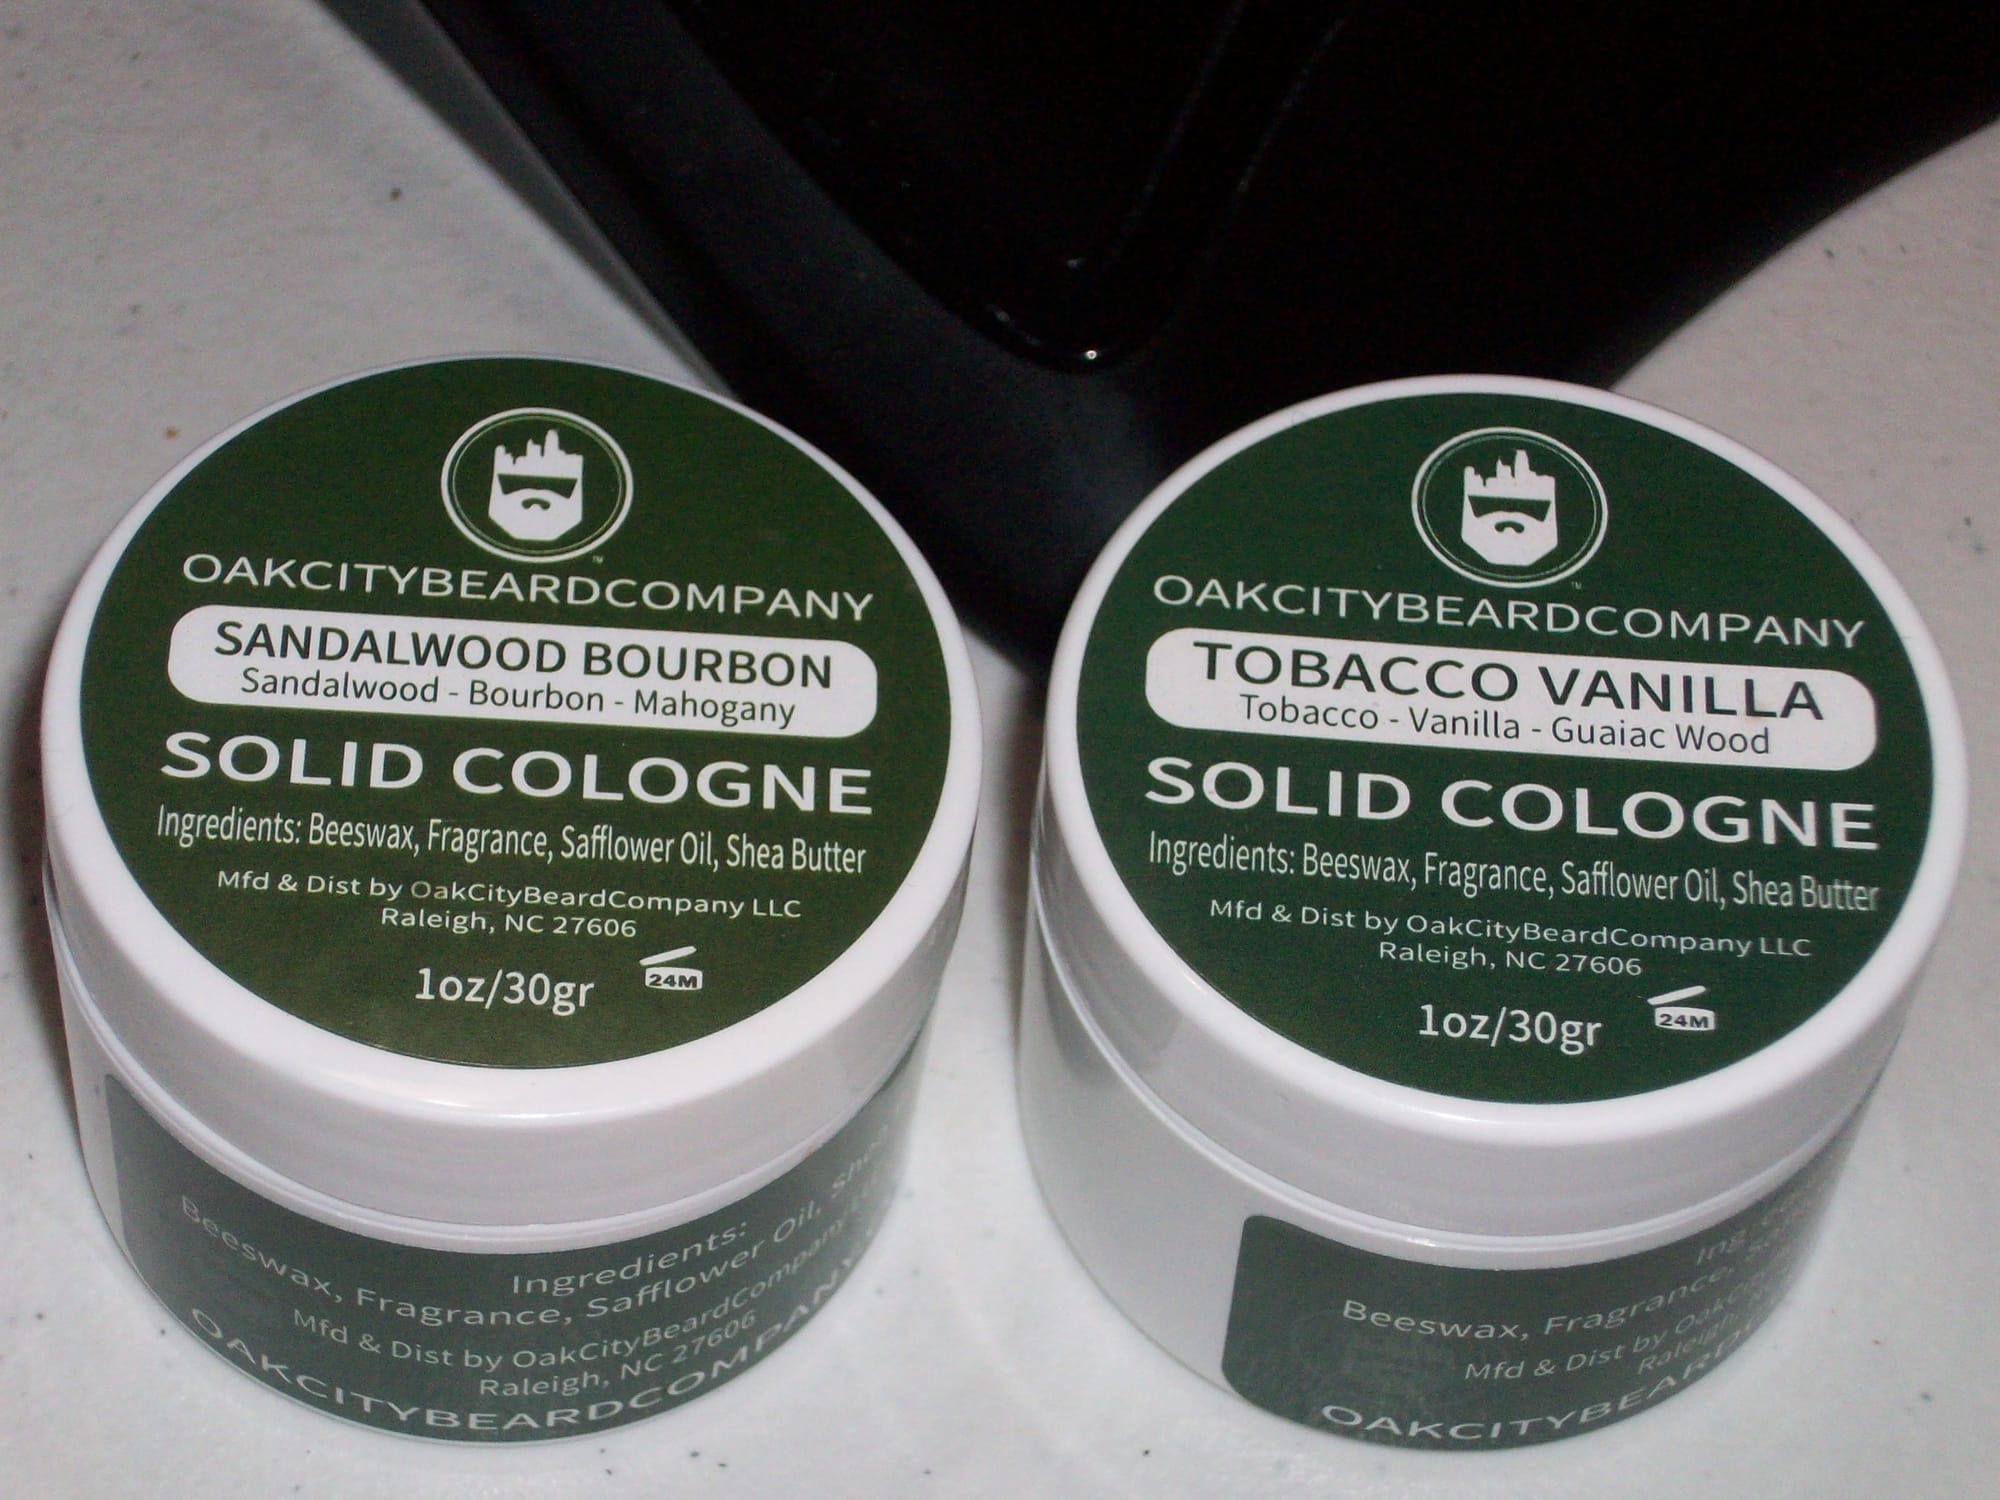 ™
OAKCITYBEARDCOMPANY
SANDALWOOD BOURBON
Sandalwood - Bourbon - Mahogany
SOLID COLOGNE
Ingredients: Beeswax, Fragrance, Safflower Oil, Shea Butter
Mfd & Dist by OakCityBeardCompany LLC
Raleigh, NC 27606
1oz/30gr
24M
Ingredients:
Beeswax, Fragrance, Safflower Oil, Shea
Mfd & Dist by OakCityBeardCompany
Raleigh, NC 27606
OAKCITYBEARDCOMPANY
™
OAKCITYBEARDCOMPANY
TOBACCO VANILLA
Tobacco - Vanilla - Guaiac Wood
SOLID COLOGNE
Ingredients: Beeswax, Fragrance, Safflower Oil, Shea Butter
Mfd & Dist by OakCityBeardCompany LLC
Raleigh, NC 27606
1oz/30gr
24M
Beeswax, Fragrance,
Mfd & Dist by
Raleigh,